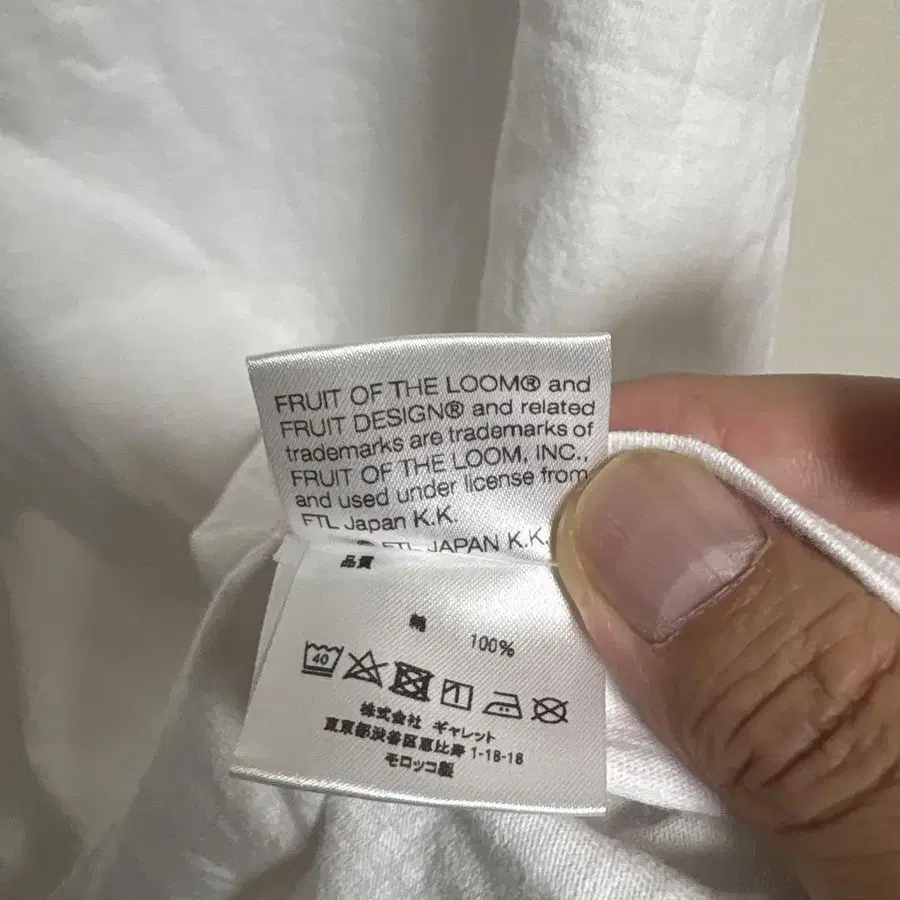 FRUIT OF THE LOOM® and
FRUIT DESIGN® and related
trademarks are trademarks of
FRUIT OF THE LOOM, INC.,
and used under license from
FTL Japan K.K.
FTL JAPAN K.K.
品質
綿 100%
40
株式会社 ギャレット
東京都渋谷区恵比寿 1-18-18
モロッコ製